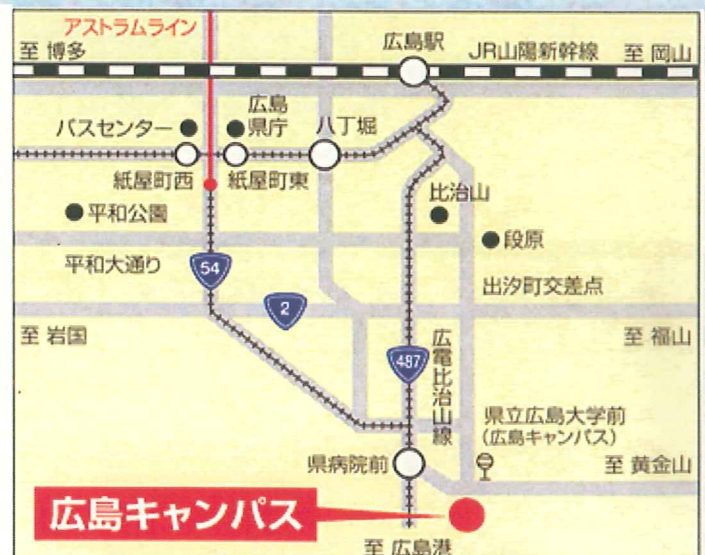 アストラムライン
至 博多
広島駅
JR山陽新幹線
至 岡山
バスセンター
広島
県庁
八丁堀
紙屋町西
紙屋町東
比治山
平和公園
段原
平和大通り
54
出汐町交差点
2
至 岩国
広電比治山線
至 福山
487
県立広島大学前
(広島キャンパス)
県病院前
至 黄金山
広島キャンパス
至 広島港